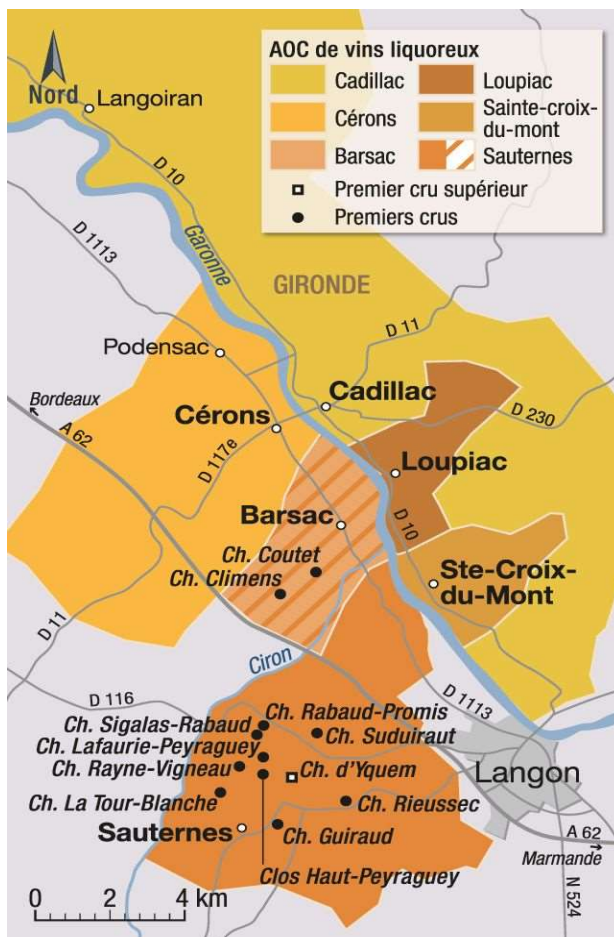 AOC de vins liquoreux
Cadillac
Loupiac
Cérons
Sainte-croix-
du-mont
Barsac
Sauternes
Premier cru supérieur
Premiers crus
Nord
Langoiran
D 10
D 1113
Garonne
GIRONDE
D 11
Podensac
Bordeaux
A 62
Cadillac
D 230
Cérons
D 117e
Loupiac
Barsac
D 10
Ch. Coutet
Ch. Climens
Ste-Croix-
du-Mont
D 11
Ciron
D 116
D 1113
Ch. Rabaud-Promis
Ch. Sigalas-Rabaud
Ch. Suduiraut
Ch. Lafaurie-Peyraguey
Langon
Ch. Rayne-Vigneau
Ch. d'Yquem
Ch. La Tour-Blanche
Ch. Rieussec
Sauternes
Ch. Guiraud
A 62
Marmande
Clos Haut-Peyraguey
N 524
0 2 4 km